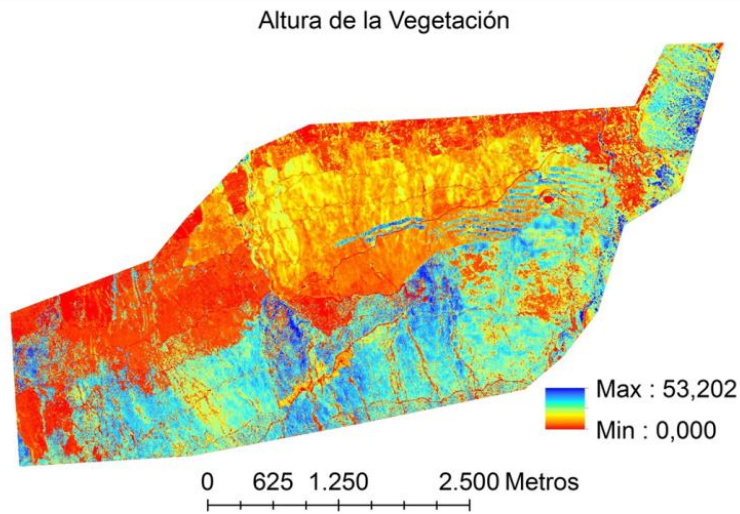 Altura de la Vegetación
Max : 53,202
Min : 0,000
0 625 1.250 2.500 Metros